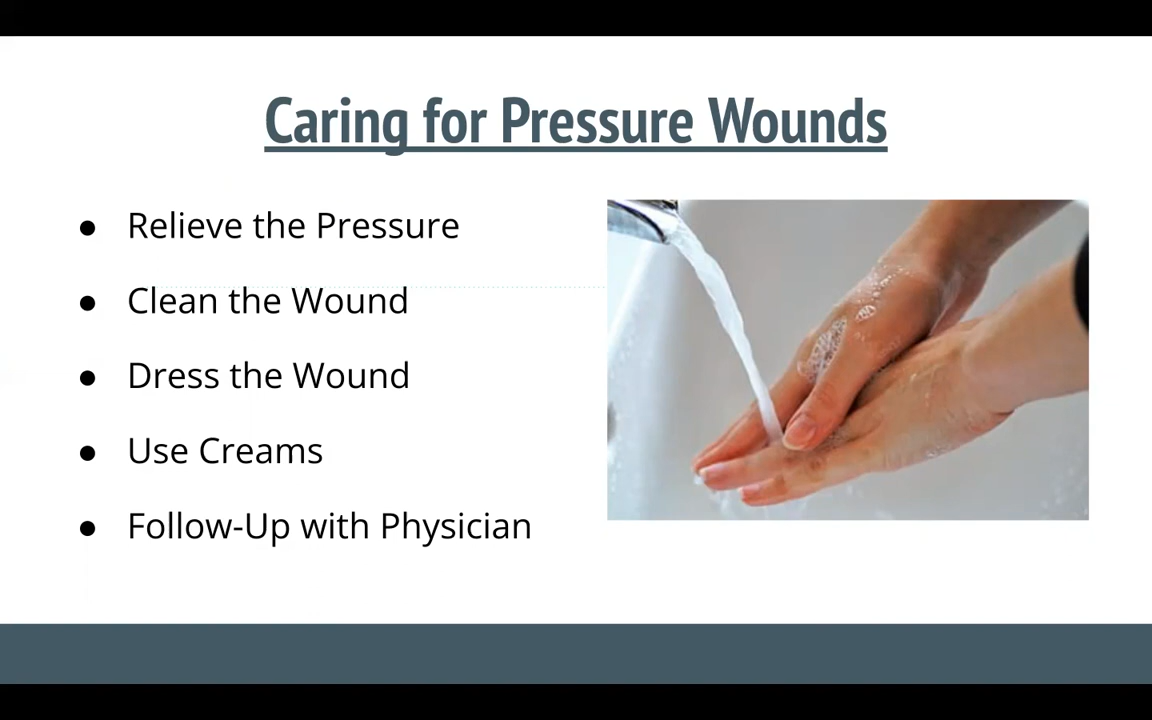 Caring for Pressure Wounds
● Relieve the Pressure
● Clean the Wound
● Dress the Wound
● Use Creams
● Follow-Up with Physician